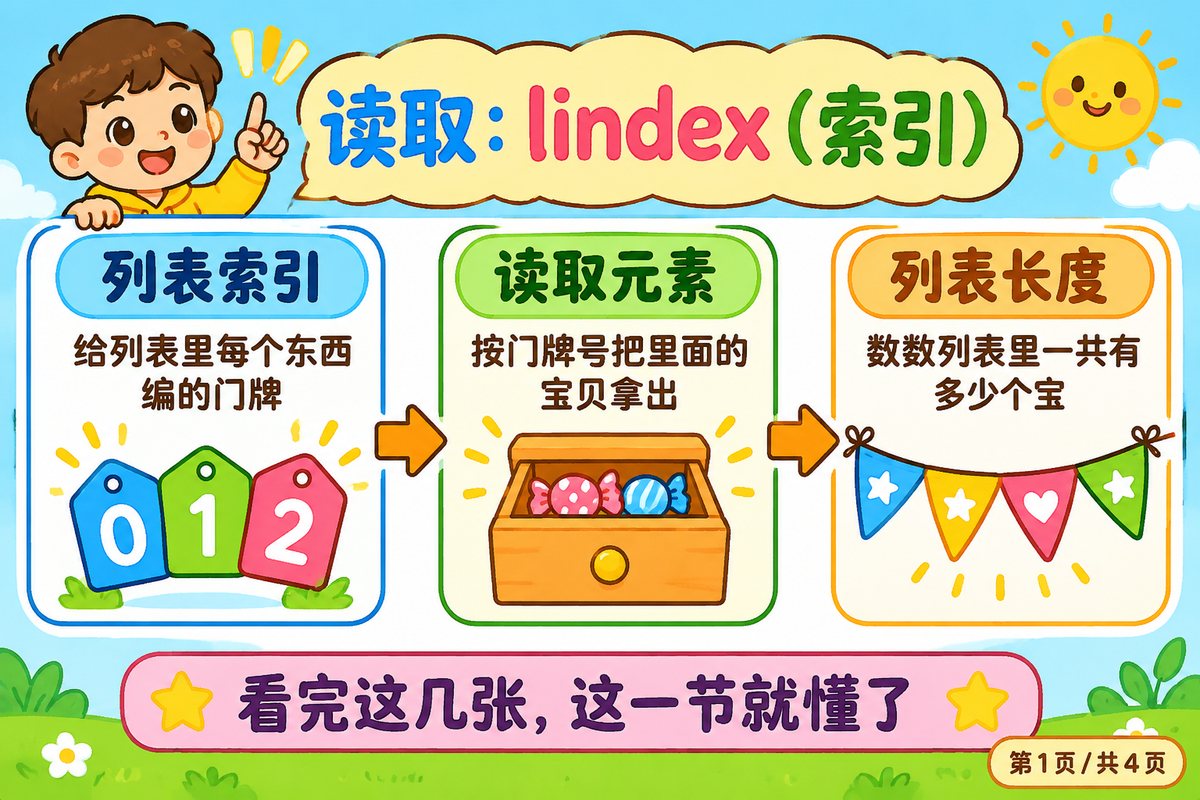 读取：lindex（索引）
列表索引
给列表里每个东西
编的门牌
0 1 2
读取元素
按门牌号把里面的
宝贝拿出
列表长度
数数列表里一共有
多少个宝
看完这几张，这一节就懂了
第1页/共4页